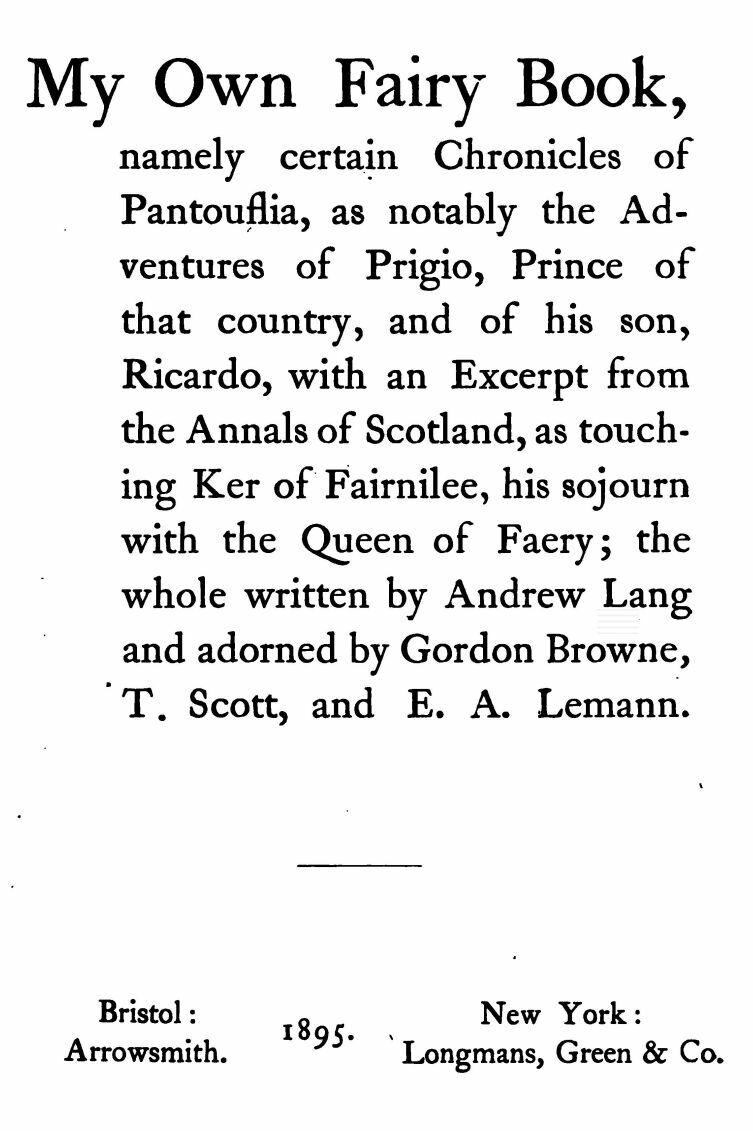 My Own Fairy Book,
namely certain Chronicles of
Pantouflia, as notably the Ad-
ventures of Prigio, Prince of
that country, and of his son,
Ricardo, with an Excerpt from
the Annals of Scotland, as touch-
ing Ker of Fairnilee, his sojourn
with the Queen of Faery; the
whole written by Andrew Lang
and adorned by Gordon Browne,
T. Scott, and E. A. Lemann.
Bristol:
Arrowsmith.
1895.
New York:
Longmans, Green & Co.